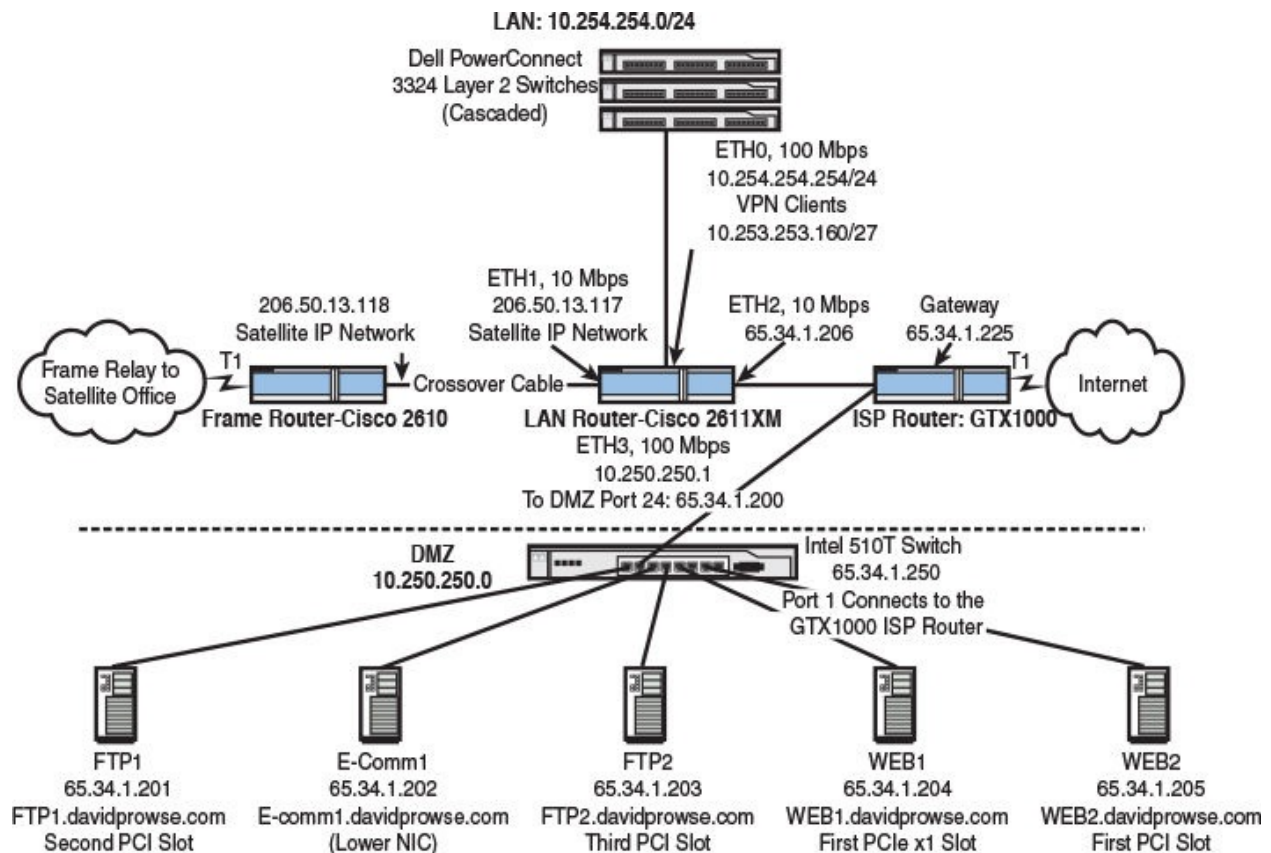 LAN: 10.254.254.0/24
Dell PowerConnect
3324 Layer 2 Switches
(Cascaded)
ETH0, 100 Mbps
10.254.254.254/24
VPN Clients
10.253.253.160/27
206.50.13.118
Satellite IP Network
ETH1, 10 Mbps
206.50.13.117
Satellite IP Network
ETH2, 10 Mbps
65.34.1.206
Gateway
65.34.1.225
Frame Relay to
Satellite Office
T1
Crossover Cable
T1
Internet
Frame Router-Cisco 2610
LAN Router-Cisco 2611XM
ISP Router: GTX1000
ETH3, 100 Mbps
10.250.250.1
To DMZ Port 24: 65.34.1.200
DMZ
10.250.250.0
Intel 510T Switch
65.34.1.250
Port 1 Connects to the
GTX1000 ISP Router
FTP1
65.34.1.201
FTP1.davidprowse.com
Second PCI Slot
E-Comm1
65.34.1.202
E-comm1.davidprowse.com
(Lower NIC)
FTP2
65.34.1.203
FTP2.davidprowse.com
Third PCI Slot
WEB1
65.34.1.204
WEB1.davidprowse.com
First PCIe x1 Slot
WEB2
65.34.1.205
WEB2.davidprowse.com
First PCI Slot